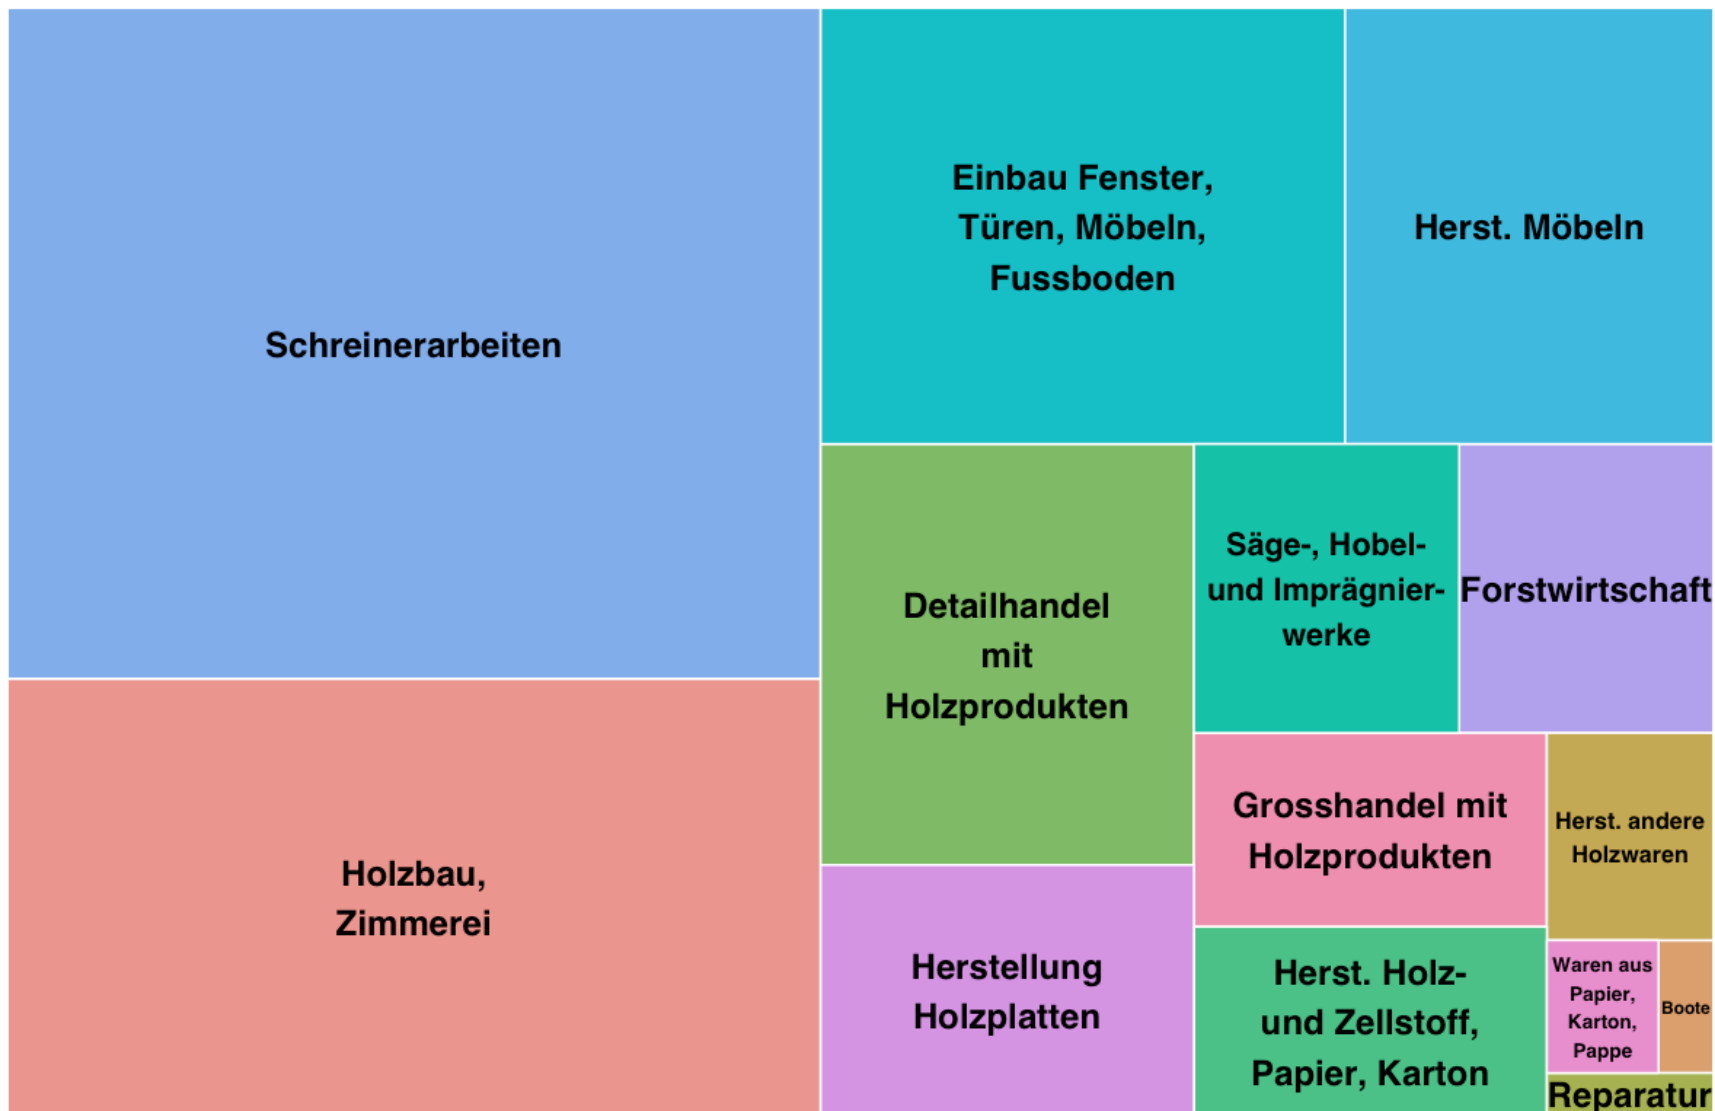 Schreinerarbeiten
Holzbau,
Zimmerei
Einbau Fenster,
Türen, Möbeln,
Fussboden
Herst. Möbeln
Detailhandel
mit
Holzprodukten
Herstellung
Holzplatten
Säge-, Hobel-
und Imprägnier-
werke
Forstwirtschaft
Grosshandel mit
Holzprodukten
Herst. andere
Holzwaren
Herst. Holz-
und Zellstoff,
Papier, Karton
Waren aus
Papier,
Karton,
Pappe
Boote
Reparatur